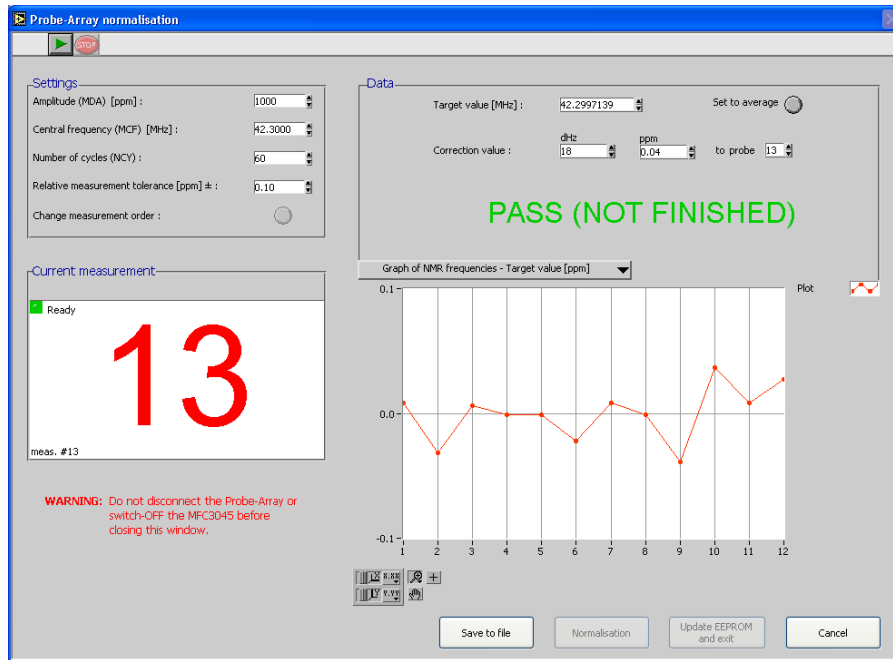 Probe-Array normalisation
STOP
Settings
Amplitude (MDA) [ppm] : 1000
Central frequency (MCF) [MHz] : 42.3000
Number of cycles (NCY) : 60
Relative measurement tolerance [ppm] ± : 0.10
Change measurement order :
Data
Target value [MHz] : 42.2997139 Set to average
dHz ppm
Correction value : 18 0.04 to probe 13
PASS (NOT FINISHED)
Current measurement
Ready
13
meas. #13
WARNING: Do not disconnect the Probe-Array or
switch-OFF the MFC3045 before
closing this window.
Graph of NMR frequencies - Target value [ppm]
Plot
0.1
0.0
-0.1
1 2 3 4 5 6 7 8 9 10 11 12
X X.XX
Y Y.YY
Save to file
Normalisation
Update EEPROM
and exit
Cancel